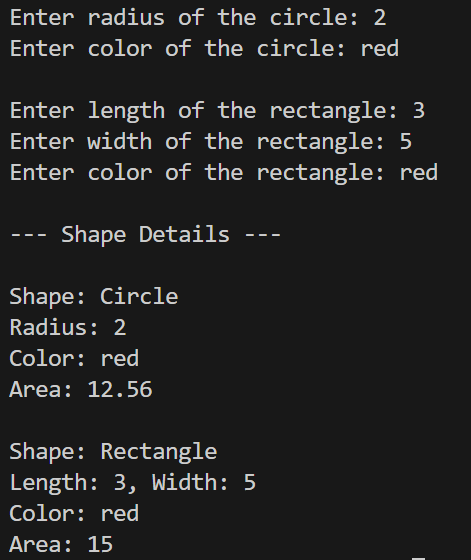 Enter radius of the circle: 2
Enter color of the circle: red
Enter length of the rectangle: 3
Enter width of the rectangle: 5
Enter color of the rectangle: red
--- Shape Details ---
Shape: Circle
Radius: 2
Color: red
Area: 12.56
Shape: Rectangle
Length: 3, Width: 5
Color: red
Area: 15